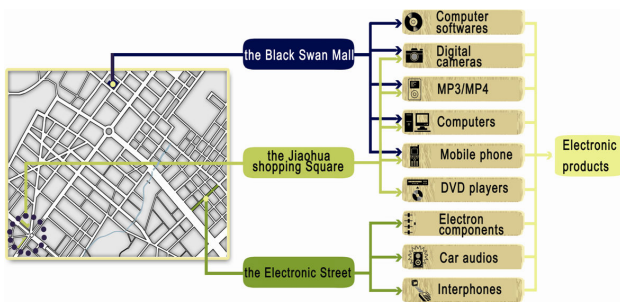 the Black Swan Mall
the Jiaohua
shopping Square
the Electronic Street
Computer
softwares
Digital
cameras
MP3/MP4
Computers
Mobile phone
DVD players
Electron
components
Car audios
Interphones
Electronic
products